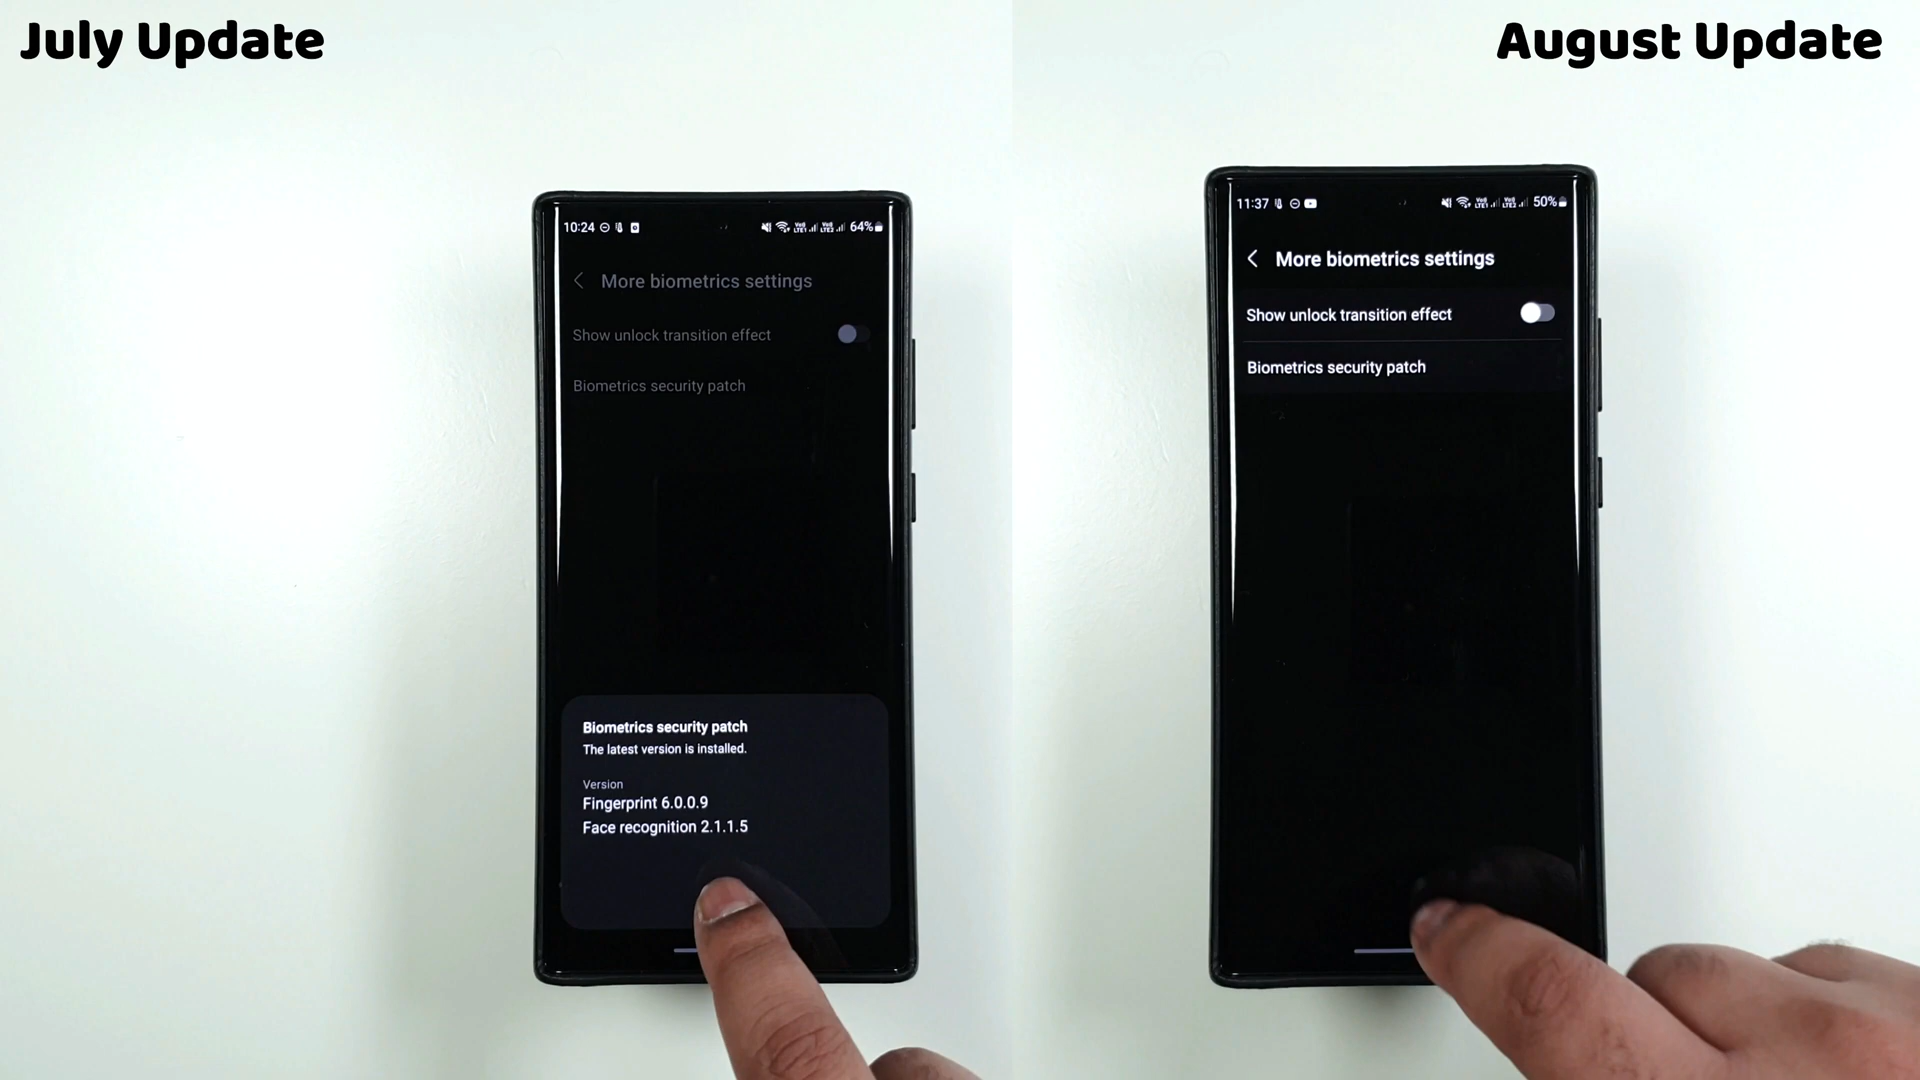 July Update
August Update
10:24
64%
More biometrics settings
Show unlock transition effect
Biometrics security patch
Biometrics security patch
The latest version is installed.
Version
Fingerprint 6.0.0.9
Face recognition 2.1.1.5
11:37
50%
More biometrics settings
Show unlock transition effect
Biometrics security patch